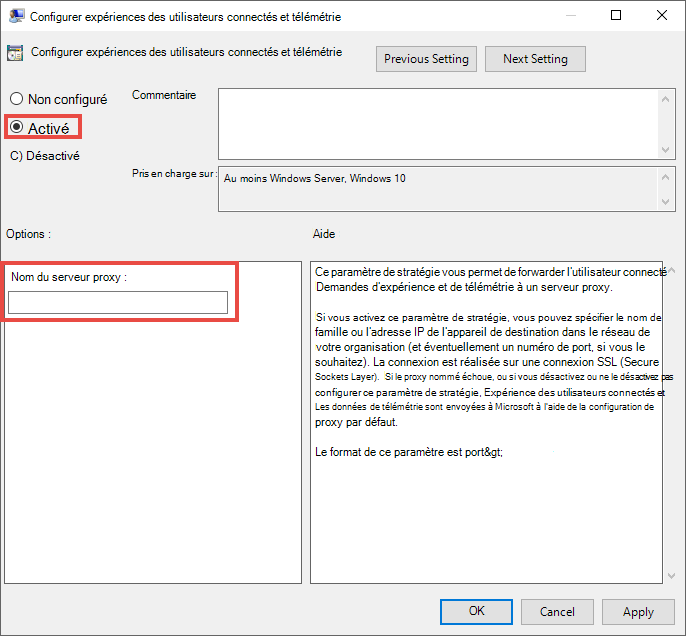 Configurer expériences des utilisateurs connectés et télémétrie
Configurer expériences des utilisateurs connectés et télémétrie
Previous Setting
Next Setting
Non configuré
Commentaire
Activé
C) Désactivé
Pris en charge sur :
Au moins Windows Server, Windows 10
Options :
Aide
Nom du serveur proxy :
Ce paramètre de stratégie vous permet de forwarder l'utilisateur connecté
Demandes d'expérience et de télémétrie à un serveur proxy.
Si vous activez ce paramètre de stratégie, vous pouvez spécifier le nom de
famille ou l'adresse IP de l'appareil de destination dans le réseau de
votre organisation (et éventuellement un numéro de port, si vous le
souhaitez). La connexion est réalisée sur une connexion SSL (Secure
Sockets Layer). Si le proxy nommé échoue, ou si vous désactivez ou ne le désactivez pas
configurer ce paramètre de stratégie, Expérience des utilisateurs connectés et
Les données de télémétrie sont envoyées à Microsoft à l'aide de la configuration de
proxy par défaut.
Le format de ce paramètre est port&gt;
OK
Cancel
Apply